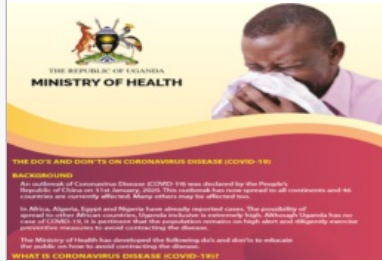 THE REPUBLIC OF UGANDA
MINISTRY OF HEALTH
THE DO'S AND DON'TS ON CORONAVIRUS DISEASE (COVID-19)
BACKGROUND
An outbreak of Coronavirus Disease (COVID-19) was declared by the People's
Republic of China on 31st January, 2020. This outbreak has now spread to all continents and 46
countries are currently affected. Many others may be affected too.
In Africa, Algeria, Egypt and Nigeria have already reported cases. The possibility of
spread to other African countries, Uganda inclusive is extremely high. Although Uganda has no
case of COVID-19, it is pertinent that the population remains on high alert and diligently exercise
preventive measures to avoid contracting the disease.
The Ministry of Health has developed the following do's and don'ts to educate
the public on how to avoid contracting the disease.
WHAT IS CORONAVIRUS DISEASE (COVID-19)?